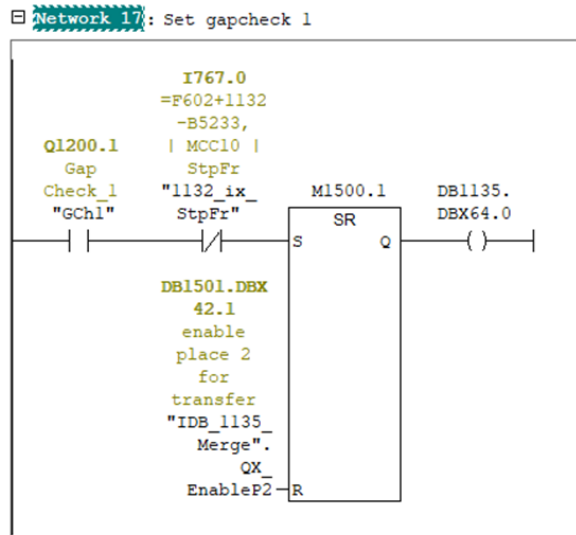 Network 17: Set gapcheck 1
I767.0
=F602+1132
-B5233,
| MCC10 |
StpFr
"1132_ix_
StpFr"
Q1200.1
Gap
Check_1
"GCh1"
M1500.1
SR
S
Q
R
DB1135.
DBX64.0
DB1501.DBX
42.1
enable
place 2
for
transfer
"IDB_1135_
Merge".
QX_
EnableP2